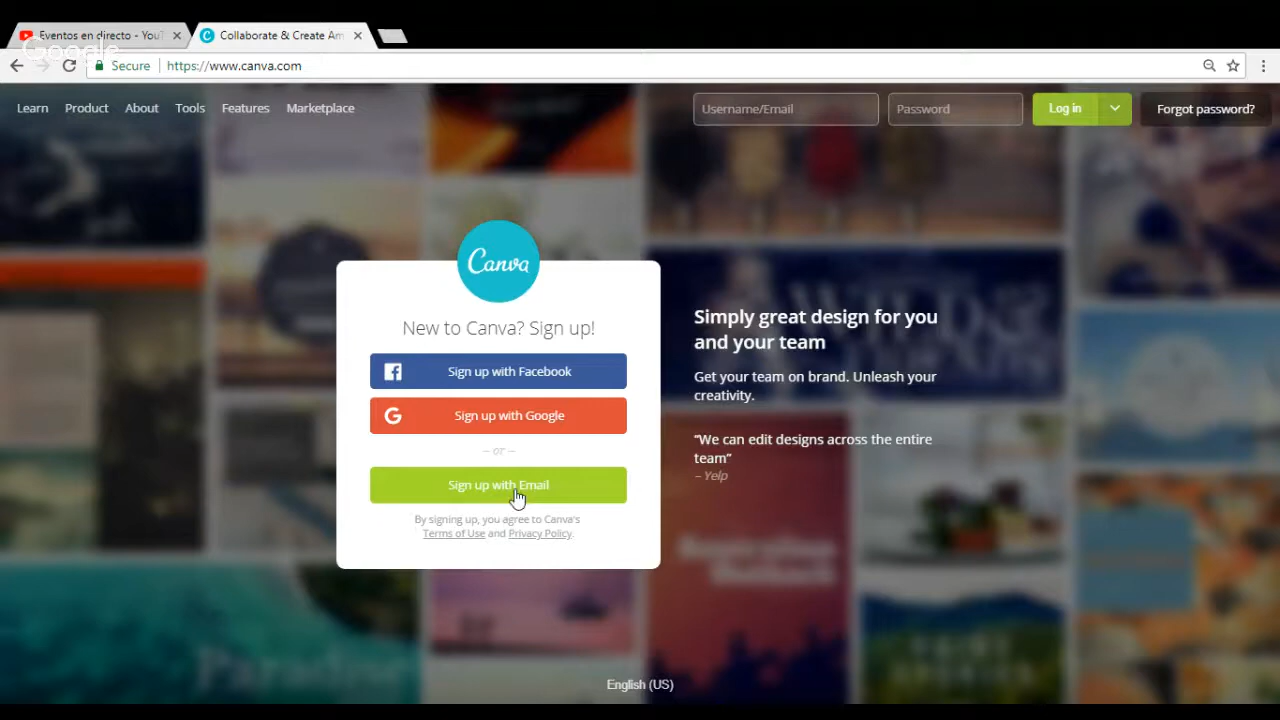 Eventos en directo - YouT
Collaborate & Create Am
Google
Secure
https://www.canva.com
Learn
Product
About
Tools
Features
Marketplace
Username/Email
Password
Log in
Forgot password?
Canva
New to Canva? Sign up!
Sign up with Facebook
G
Sign up with Google
– or –
Sign up with Email
By signing up, you agree to Canva's
Terms of Use and Privacy Policy.
Simply great design for you
and your team
Get your team on brand. Unleash your
creativity.
"We can edit designs across the entire
team"
– Yelp
English (US)